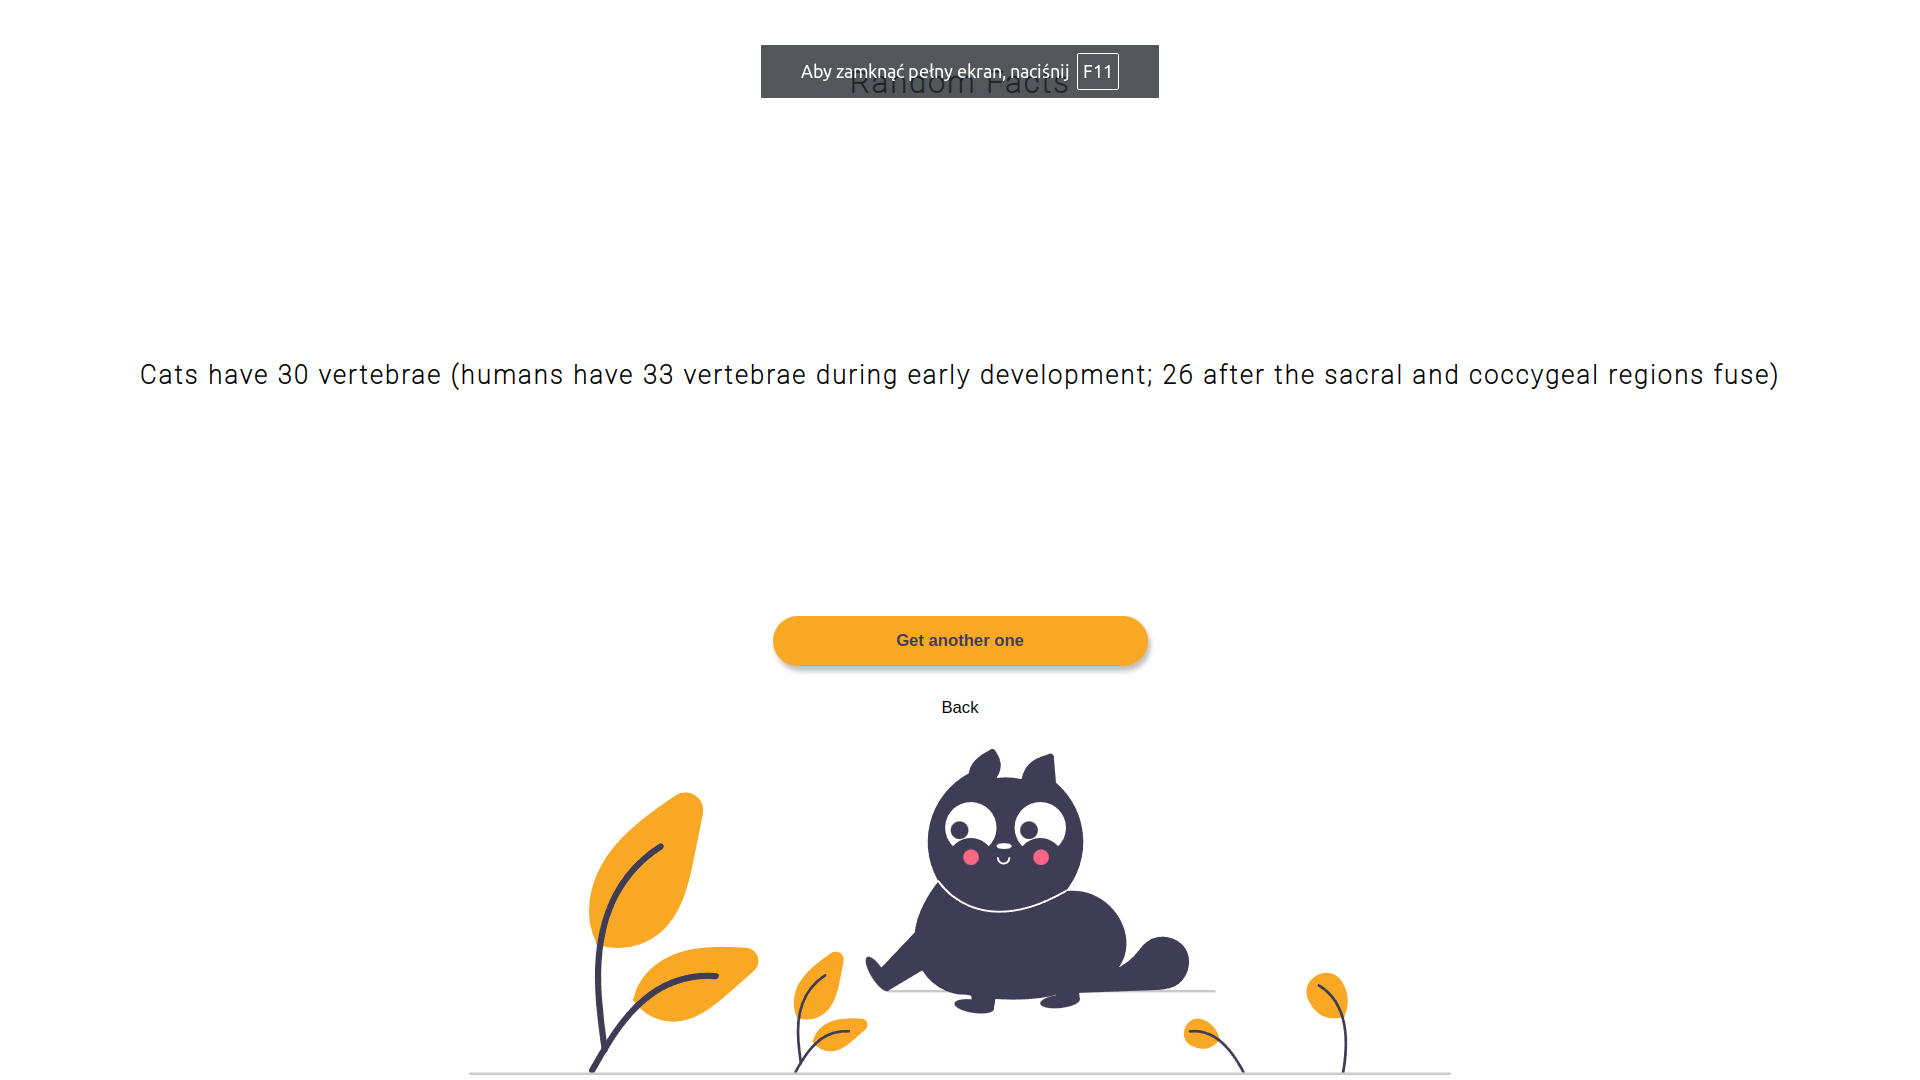 Aby zamknąć pełny ekran, naciśnij F11
Random Facts
Cats have 30 vertebrae (humans have 33 vertebrae during early development; 26 after the sacral and coccygeal regions fuse)
Get another one
Back